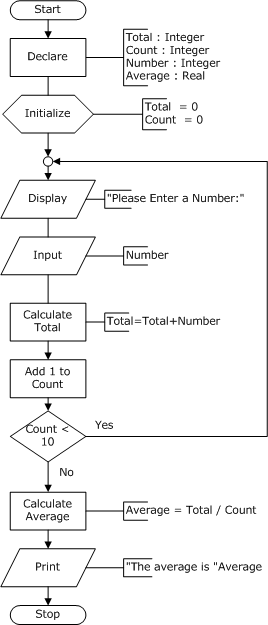 Start
Declare
Total : Integer
Count : Integer
Number : Integer
Average : Real
Initialize
Total  = 0
Count  = 0
Display
"Please Enter a Number:"
Input
Number
Calculate
Total
Total=Total+Number
Add 1 to
Count
Count <
10
Yes
No
Calculate
Average
Average = Total / Count
Print
"The average is "Average
Stop